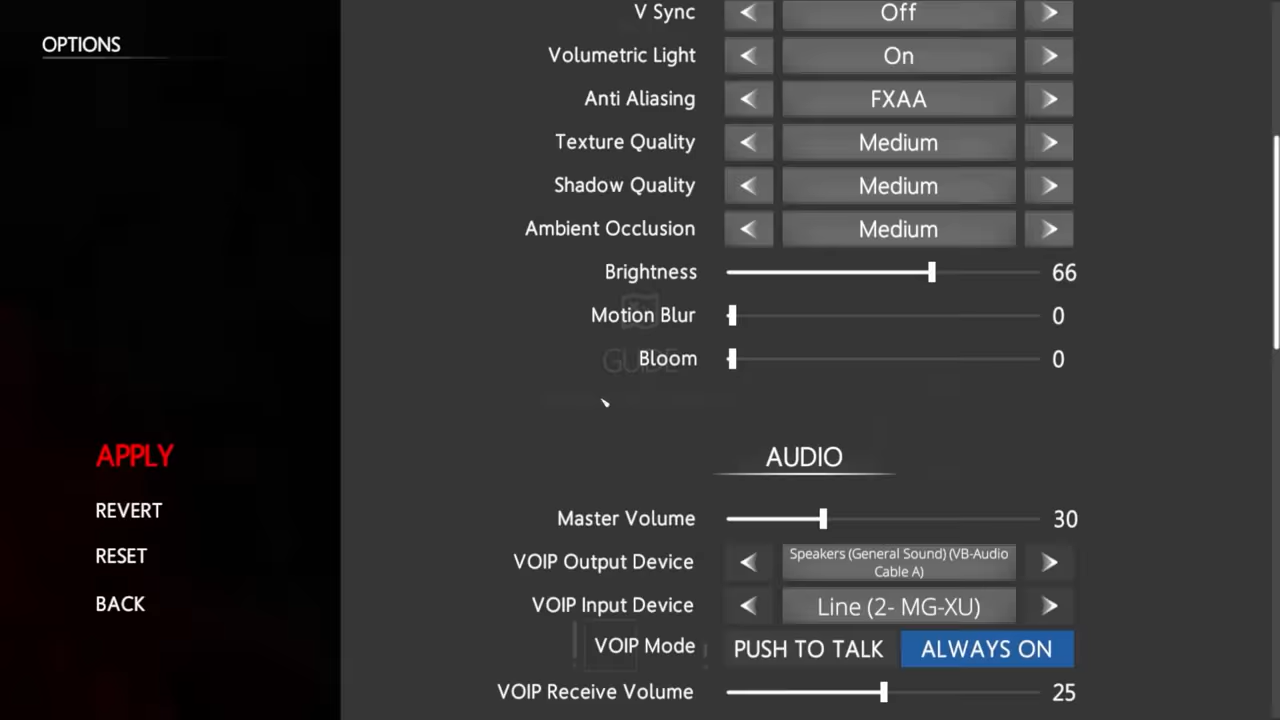 OPTIONS
V Sync Off
Volumetric Light On
Anti Aliasing FXAA
Texture Quality Medium
Shadow Quality Medium
Ambient Occlusion Medium
Brightness 66
Motion Blur 0
GUIDE
Bloom 0
AUDIO
APPLY
REVERT
RESET
BACK
Master Volume 30
VOIP Output Device Speakers (General Sound) (VB-Audio
Cable A)
VOIP Input Device Line (2- MG-XU)
VOIP Mode PUSH TO TALK ALWAYS ON
VOIP Receive Volume 25